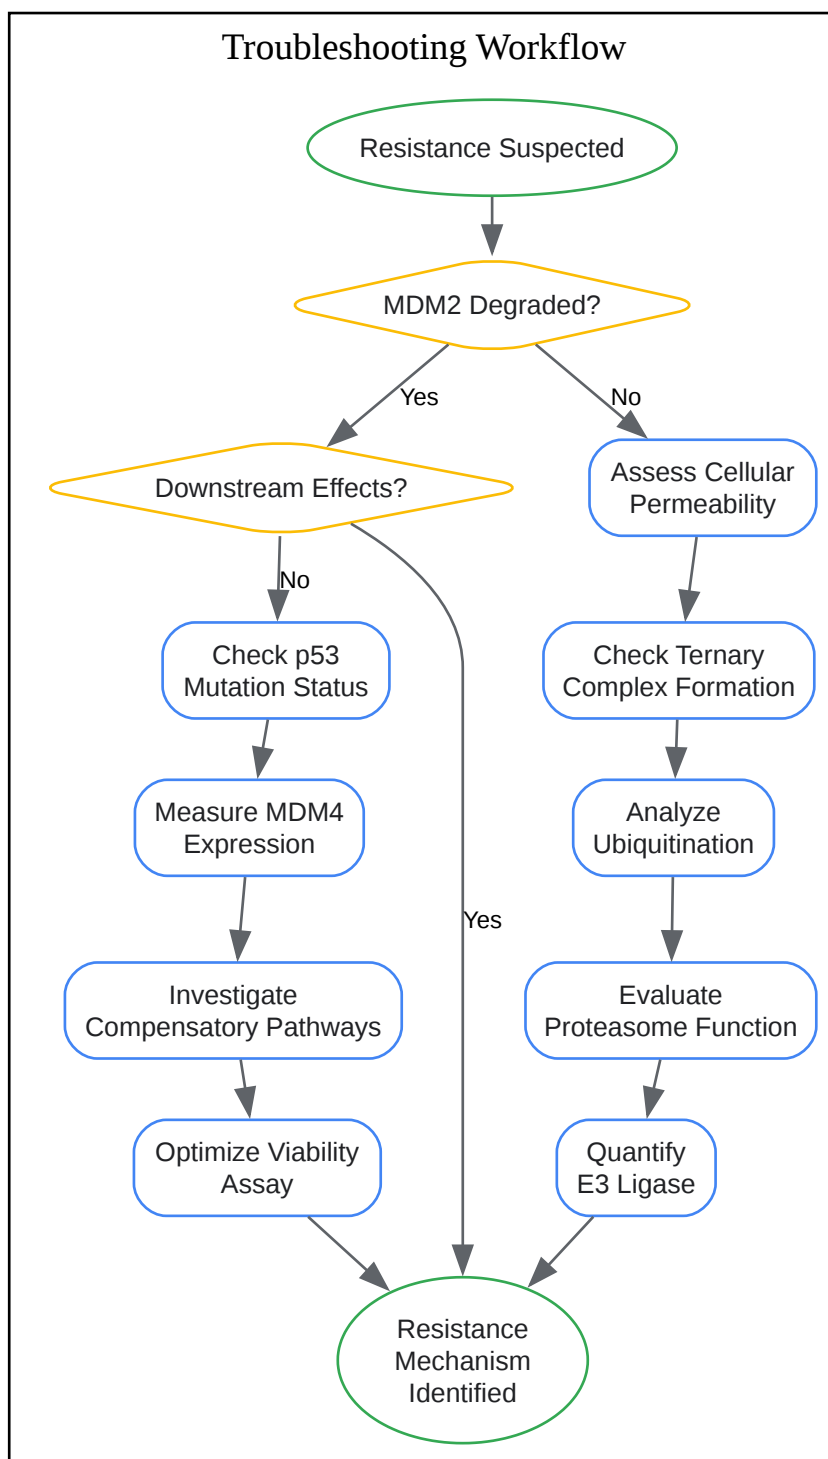 Troubleshooting Workflow
Resistance Suspected
MDM2 Degraded?
Yes
No
Downstream Effects?
Assess Cellular
Permeability
No
Check p53
Mutation Status
Check Ternary
Complex Formation
Measure MDM4
Expression
Analyze
Ubiquitination
Yes
Investigate
Compensatory Pathways
Evaluate
Proteasome Function
Optimize Viability
Assay
Quantify
E3 Ligase
Resistance
Mechanism
Identified